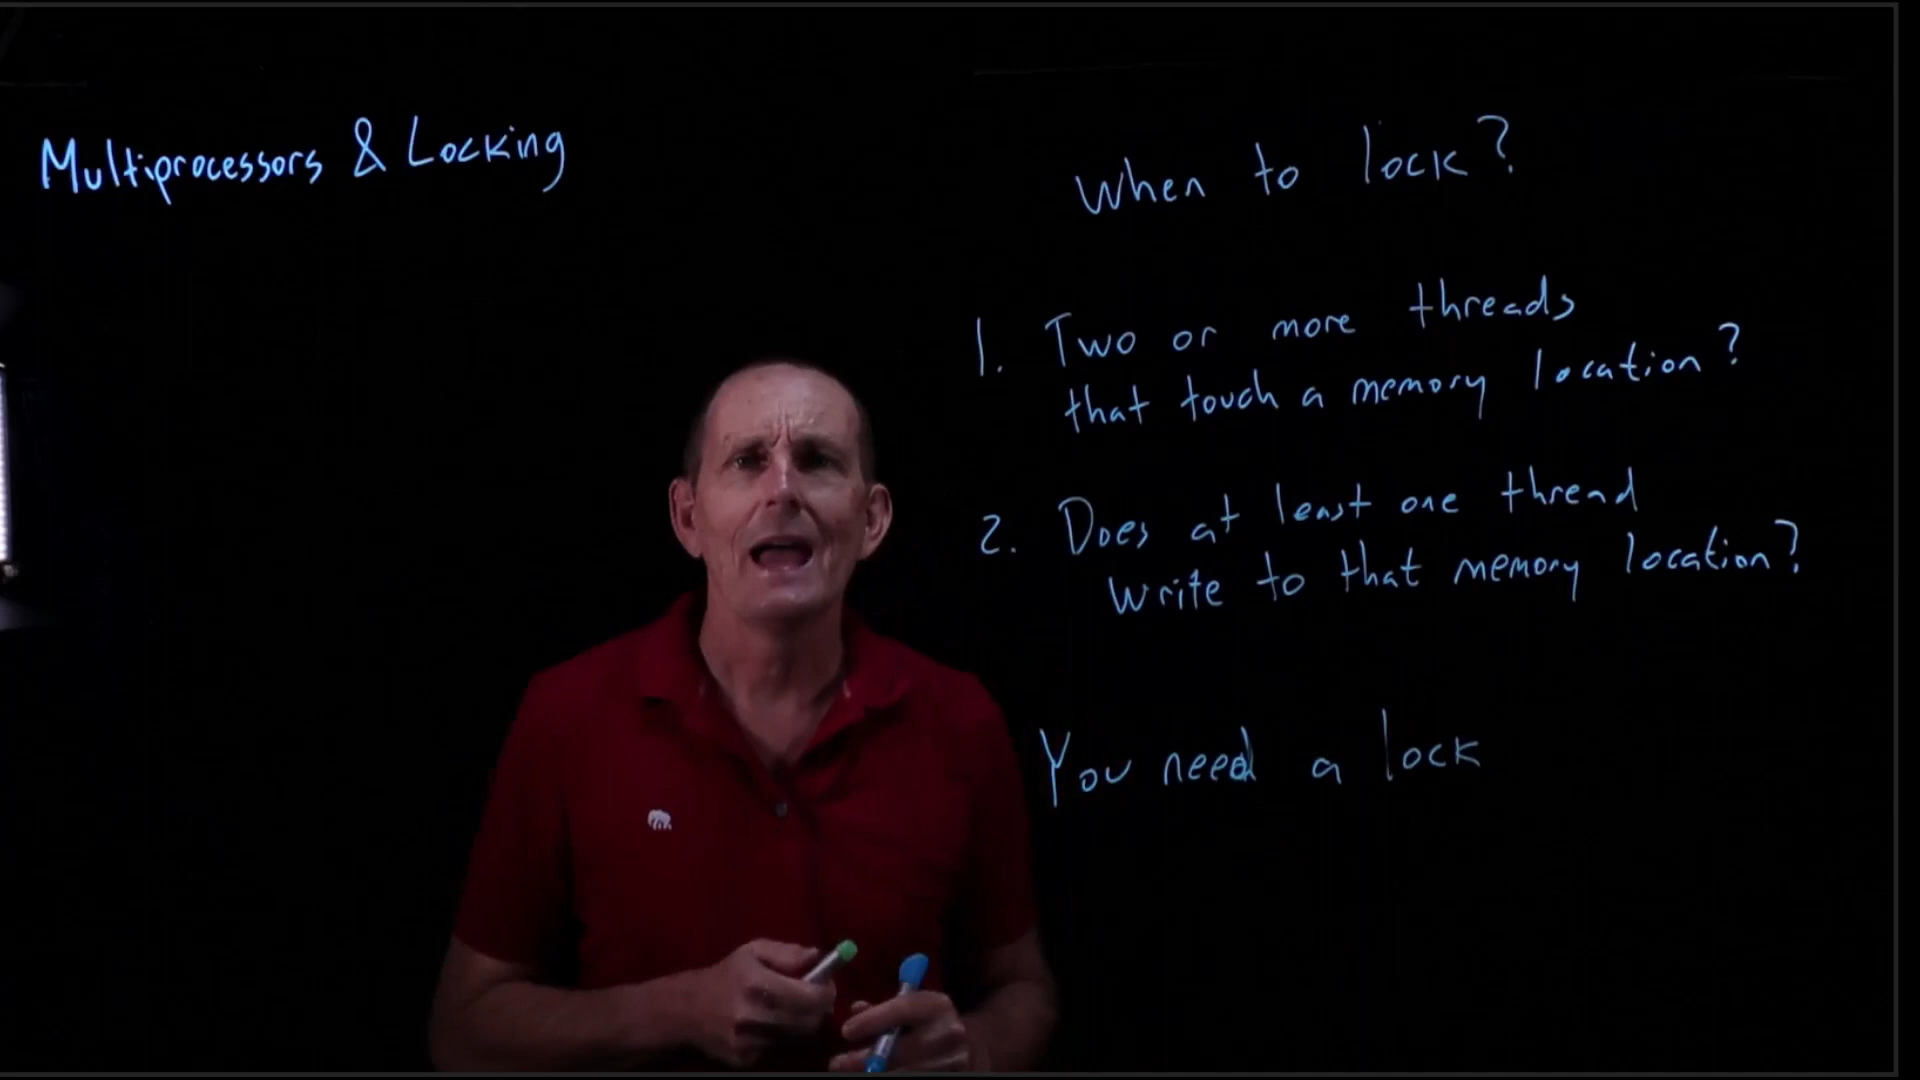 Multiprocessors & Locking
When to lock?
1. Two or more threads
that touch a memory location?
2. Does at least one thread
write to that memory location?
You need a lock